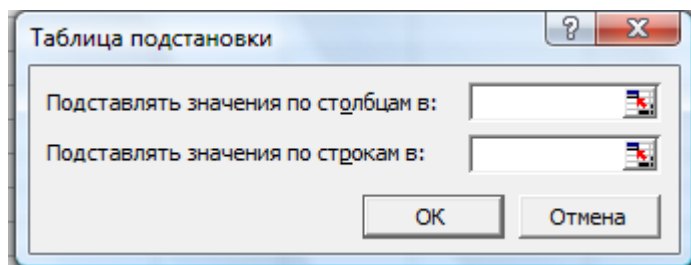 Таблица подстановки
Подставлять значения по столбцам в:
Подставлять значения по строкам в:
ОК Отмена